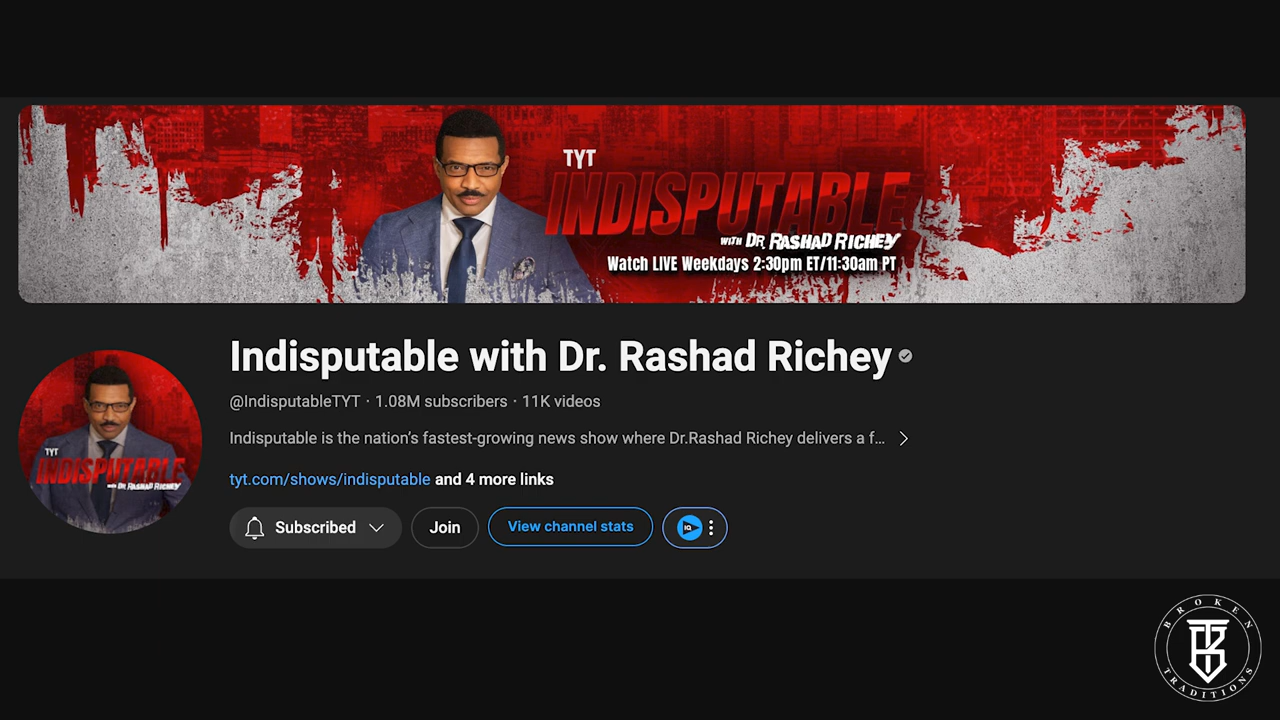 TYT
INDISPUTABLE
WITH DR. RASHAD RICHEY
Watch LIVE Weekdays 2:30pm ET/11:30am PT
Indisputable with Dr. Rashad Richey
@IndisputableTYT · 1.08M subscribers · 11K videos
Indisputable is the nation’s fastest-growing news show where Dr.Rashad Richey delivers a f...
TYT
INDISPUTABLE
WITH DR. RASHAD RICHEY
tyt.com/shows/indisputable and 4 more links
Subscribed
Join
View channel stats
IQ
BROKEN
TRADITIONS